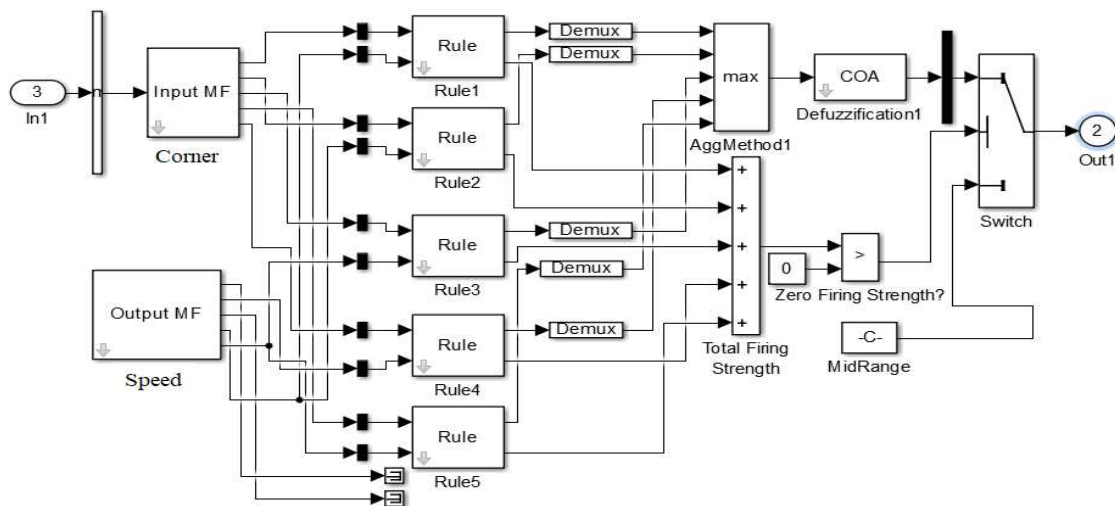 3
In1
Input MF
Corner
Output MF
Speed
Rule
Rule1
Rule
Rule2
Rule
Rule3
Rule
Rule4
Rule
Rule5
Demux
Demux
Demux
Demux
Demux
max
AggMethod1
+
+
+
+
+
Total Firing
Strength
COA
Defuzzification1
0
>
Zero Firing Strength?
-C-
MidRange
Switch
2
Out1